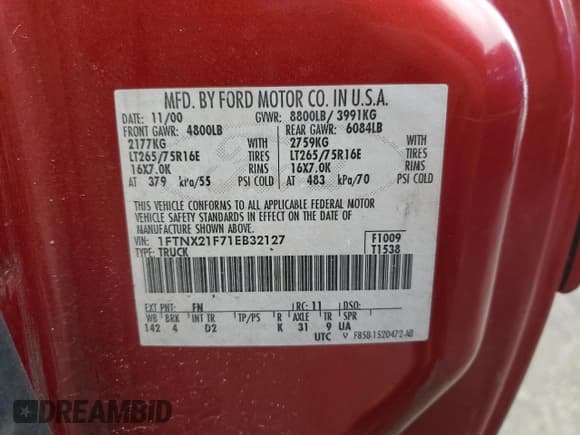 MFD. BY FORD MOTOR CO. IN U.S.A.
DATE: 11/00 GVWR: 8800LB/ 3991KG
FRONT GAWR: 4800LB REAR GAWR: 6084LB
2177KG WITH 2759KG WITH
LT265/75R16E TIRES LT265/75R16E TIRES
16X7.0K RIMS 16X7.0K RIMS
AT 379 kPa/55 PSI COLD AT 483 kPa/70 PSI COLD
THIS VEHICLE CONFORMS TO ALL APPLICABLE FEDERAL MOTOR
VEHICLE SAFETY STANDARDS IN EFFECT ON THE DATE OF
MANUFACTURE SHOWN ABOVE.
VIN: 1FTNX21F71EB32127 F1009
TYPE: TRUCK T1538
EXT PNT: FN RC: 11 DSO:
WB BRK INT TR TP/PS R AXLE TR SPR
142 4 D2 K 31 9 UA
UTC F85B-1520472-AB
DREAMBID